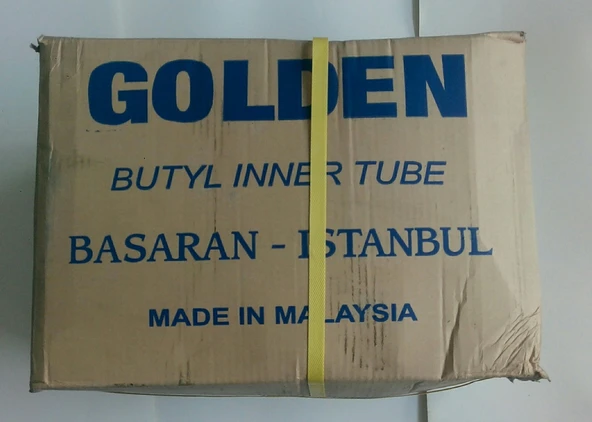 GOLDEN
BUTYL INNER TUBE
BASARAN - ISTANBUL
MADE IN MALAYSIA